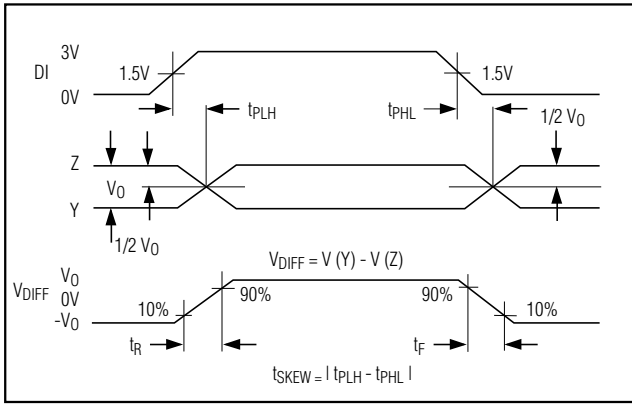 3V
DI
1.5V
1.5V
0V
tPLH
tPHL
1/2 VO
Z
VO
Y
1/2 VO
VDIFF = V (Y) - V (Z)
VO
VDIFF 0V
-VO
10%
90%
90%
10%
tR
tF
tSKEW = | tPLH - tPHL |